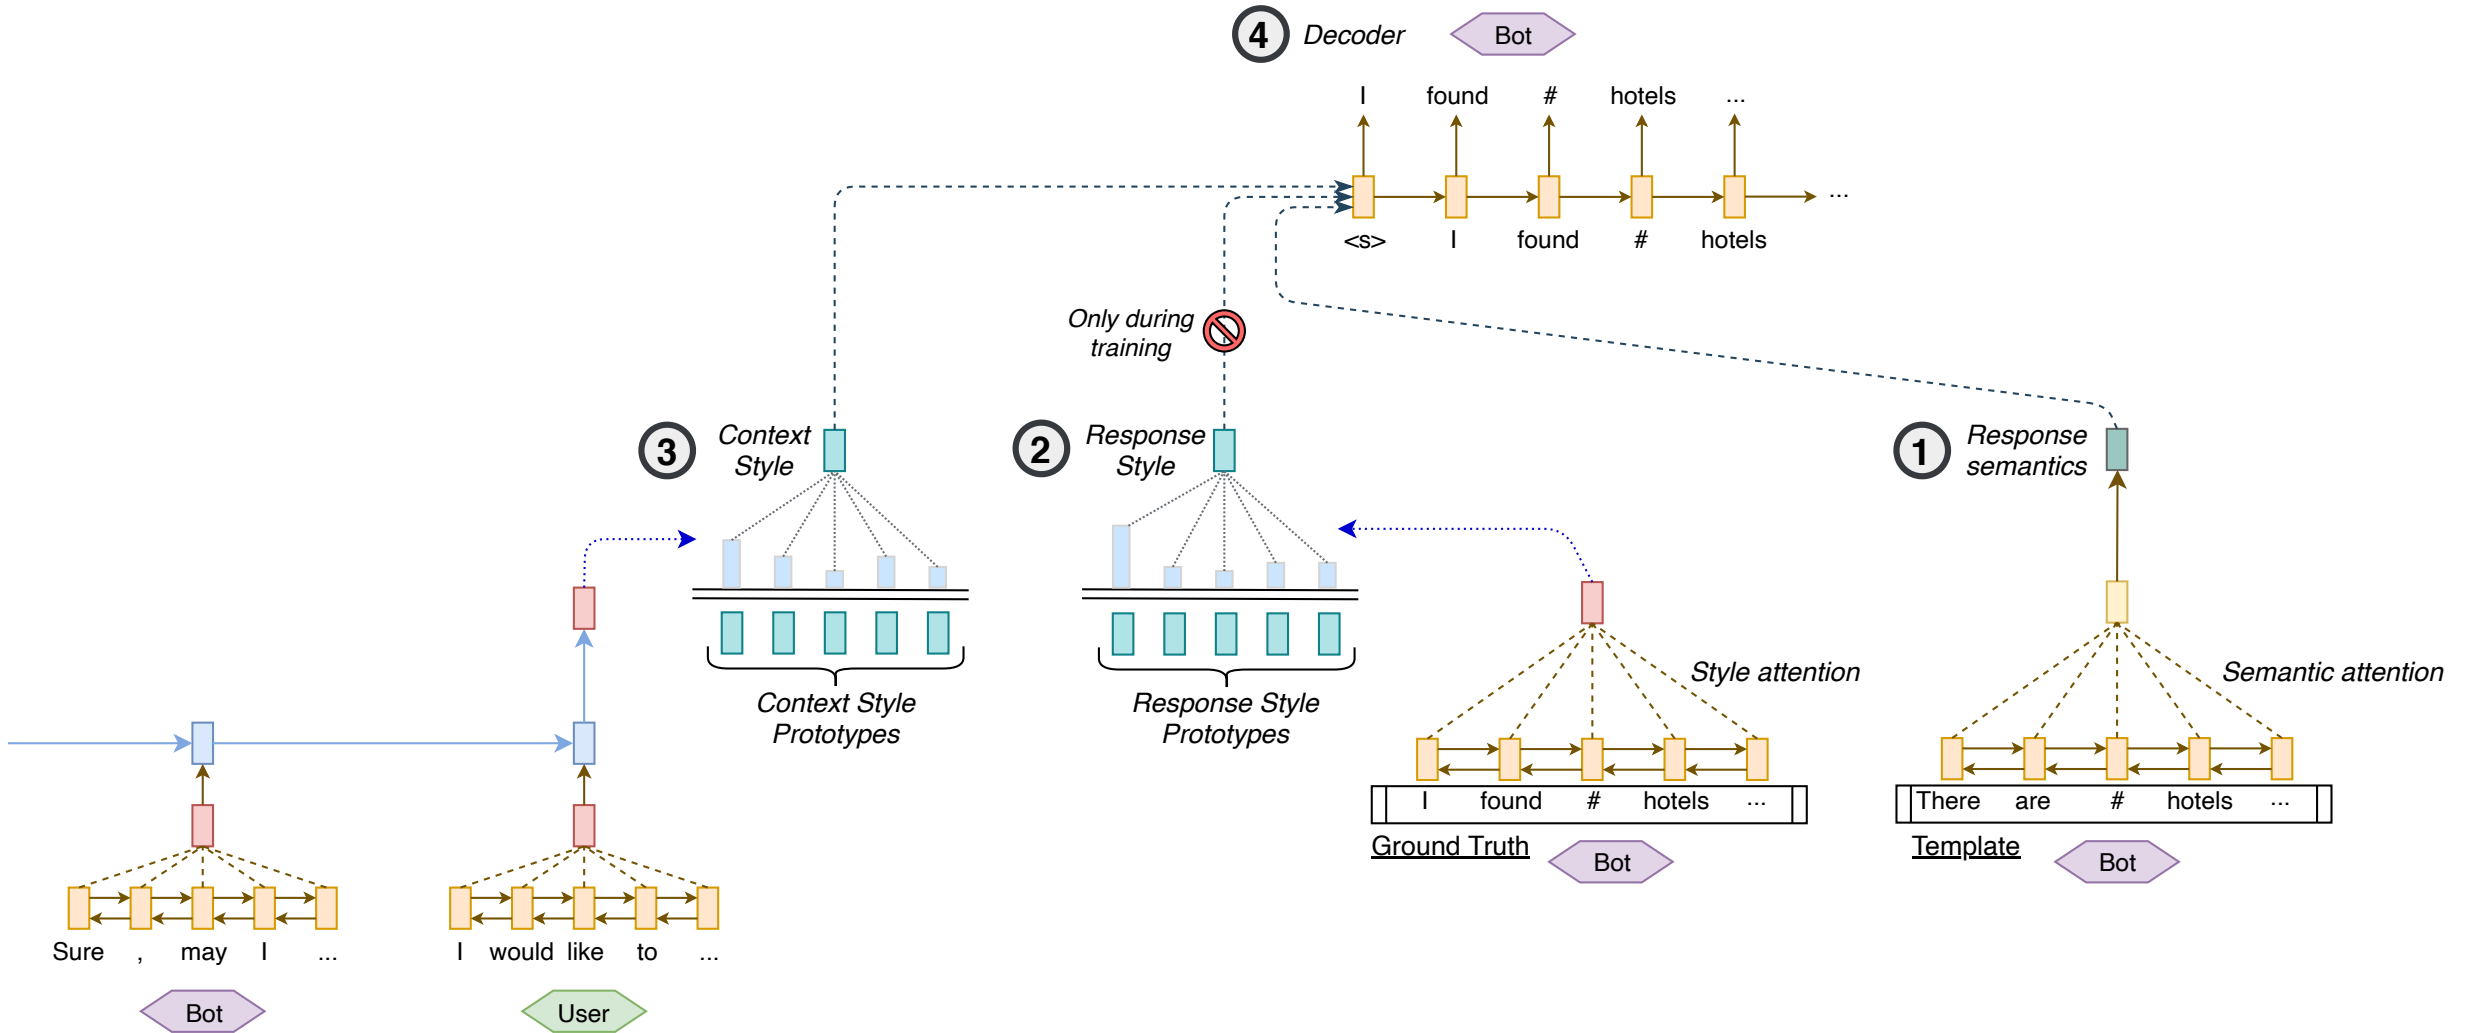 4 Decoder Bot
I found # hotels ...
...
<s> I found # hotels
Only during
training
3 Context
Style
2 Response
Style
1 Response
semantics
Style attention
Semantic attention
Context Style
Prototypes
Response Style
Prototypes
I found # hotels ...
Ground Truth
Bot
There are # hotels ...
Template
Bot
Sure , may I ...
Bot
I would like to ...
User